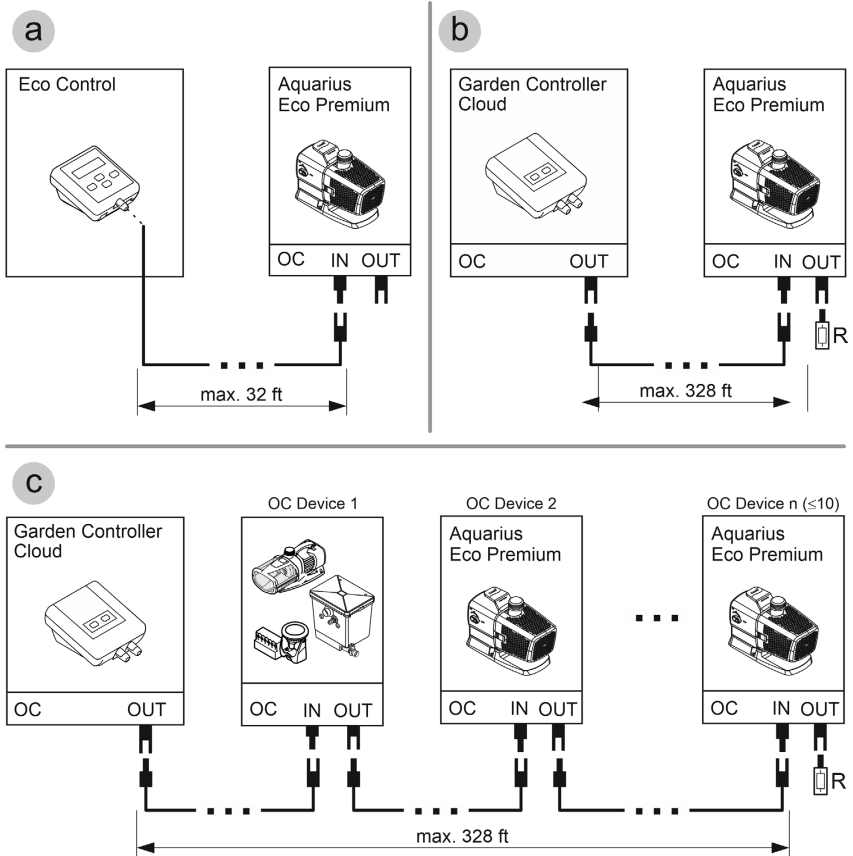 a
Eco Control
Aquarius
Eco Premium
OC IN OUT
max. 32 ft
b
Garden Controller
Cloud
Aquarius
Eco Premium
OC OUT
OC IN OUT
R
max. 328 ft
c
OC Device 1
OC Device 2
OC Device n (≤10)
Garden Controller
Cloud
Aquarius
Eco Premium
Aquarius
Eco Premium
OC OUT
OC IN OUT
OC IN OUT
OC IN OUT
R
max. 328 ft